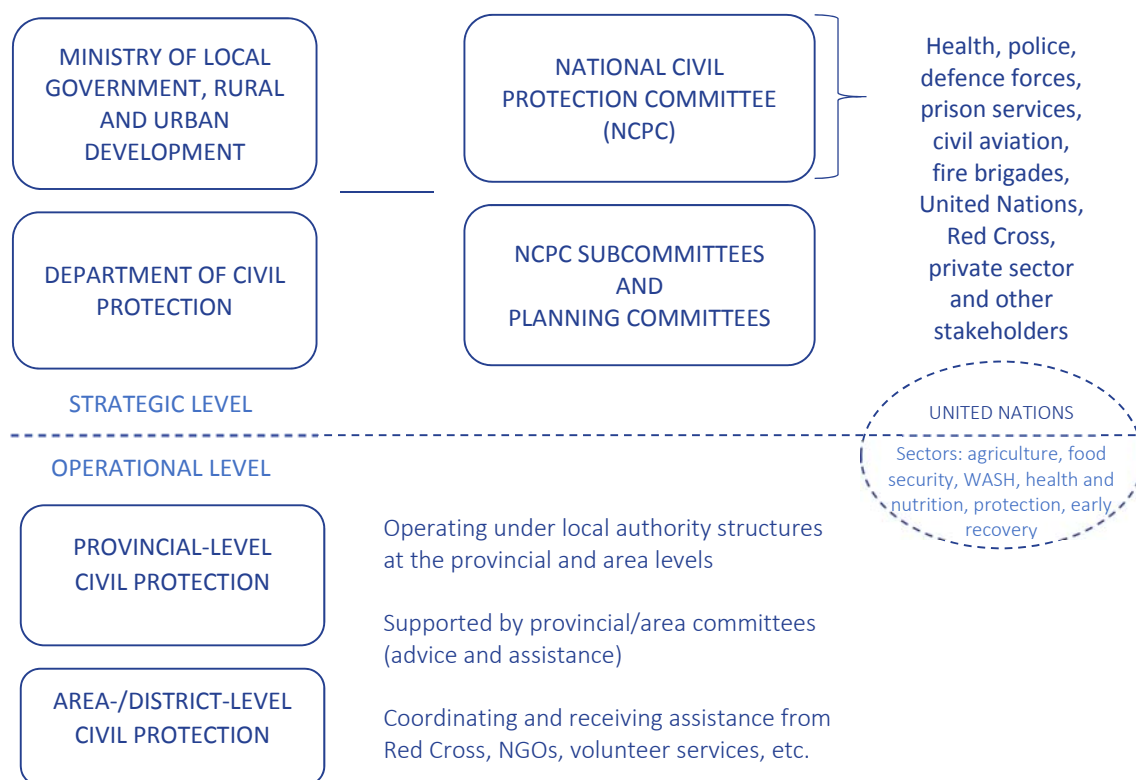 MINISTRY OF LOCAL
GOVERNMENT, RURAL
AND URBAN
DEVELOPMENT
NATIONAL CIVIL
PROTECTION COMMITTEE
(NCPC)
Health, police,
defence forces,
prison services,
civil aviation,
fire brigades,
United Nations,
Red Cross,
private sector
and other
stakeholders
DEPARTMENT OF CIVIL
PROTECTION
NCPC SUBCOMMITTEES
AND
PLANNING COMMITTEES
STRATEGIC LEVEL
UNITED NATIONS
Sectors: agriculture, food
security, WASH, health and
nutrition, protection, early
recovery
OPERATIONAL LEVEL
PROVINCIAL-LEVEL
CIVIL PROTECTION
Operating under local authority structures
at the provincial and area levels
Supported by provincial/area committees
(advice and assistance)
AREA-/DISTRICT-LEVEL
CIVIL PROTECTION
Coordinating and receiving assistance from
Red Cross, NGOs, volunteer services, etc.